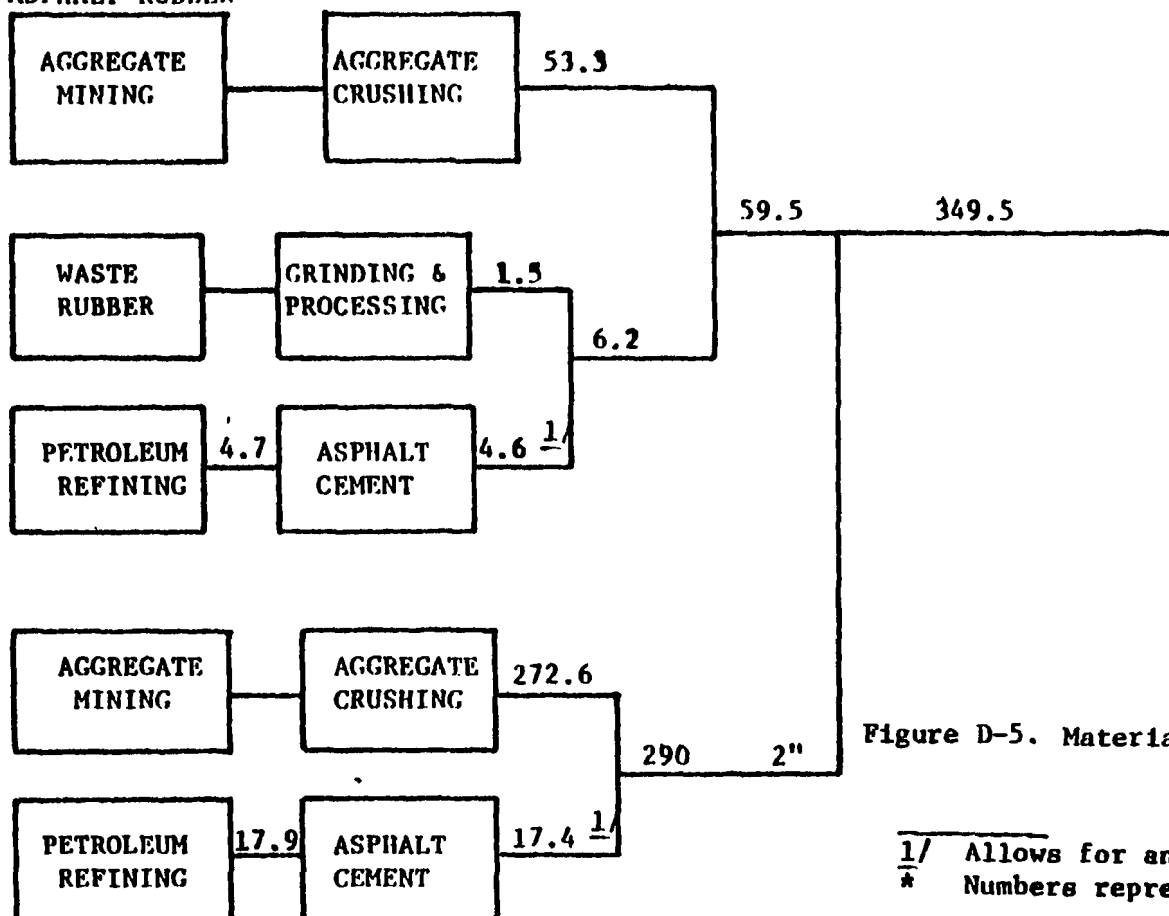 AGGREGATE
MINING
AGGREGATE
CRUSHING
53.3
59.5
349.5
WASTE
RUBBER
GRINDING &
PROCESSING
1.5
6.2
PETROLEUM
REFINING
4.7
ASPHALT
CEMENT
4.6 1/
AGGREGATE
MINING
AGGREGATE
CRUSHING
272.6
290 2"
Figure D-5. Materia
PETROLEUM
REFINING
17.9
ASPHALT
CEMENT
17.4 1/
1/ Allows for an
* Numbers repre